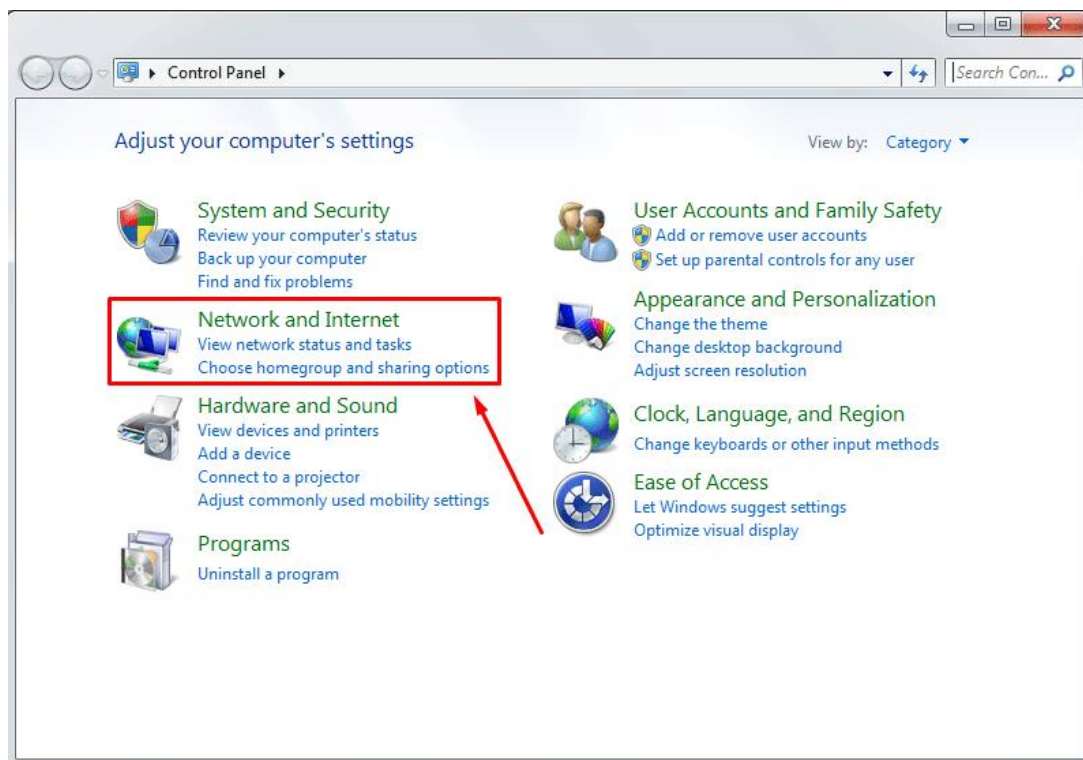 Control Panel
Search Con...
Adjust your computer's settings
View by: Category
System and Security
Review your computer's status
Back up your computer
Find and fix problems
Network and Internet
View network status and tasks
Choose homegroup and sharing options
Hardware and Sound
View devices and printers
Add a device
Connect to a projector
Adjust commonly used mobility settings
Programs
Uninstall a program
User Accounts and Family Safety
Add or remove user accounts
Set up parental controls for any user
Appearance and Personalization
Change the theme
Change desktop background
Adjust screen resolution
Clock, Language, and Region
Change keyboards or other input methods
Ease of Access
Let Windows suggest settings
Optimize visual display